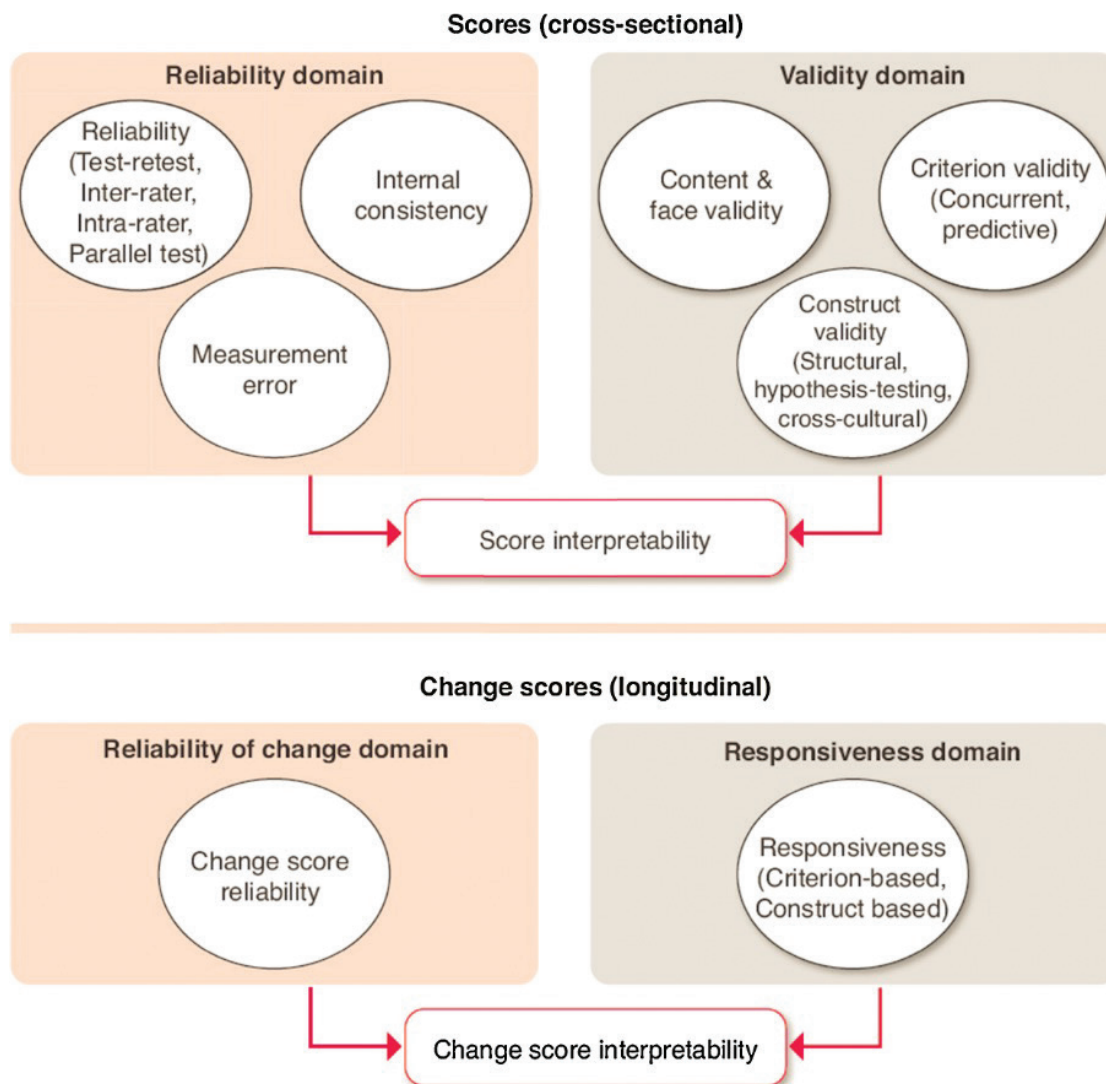 Scores (cross-sectional)
Reliability domain
Reliability
(Test-retest,
Inter-rater,
Intra-rater,
Parallel test)
Internal
consistency
Measurement
error
Validity domain
Content &
face validity
Criterion validity
(Concurrent,
predictive)
Construct
validity
(Structural,
hypothesis-testing,
cross-cultural)
Score interpretability
Change scores (longitudinal)
Reliability of change domain
Change score
reliability
Responsiveness domain
Responsiveness
(Criterion-based,
Construct based)
Change score interpretability